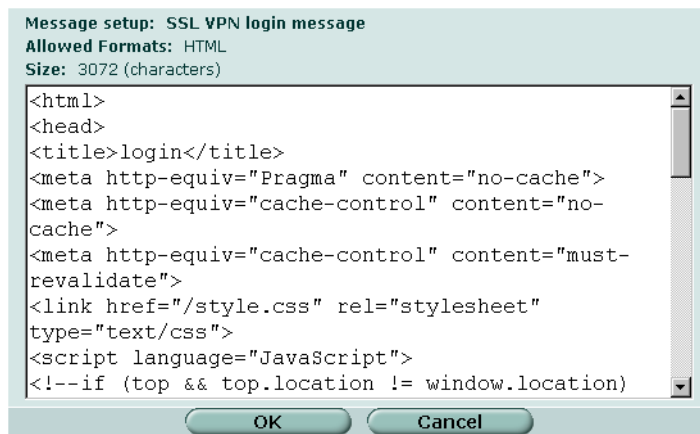 Message setup: SSL VPN login message
Allowed Formats: HTML
Size: 3072 (characters)
<html>
<head>
<title>login</title>
<meta http-equiv="Pragma" content="no-cache">
<meta http-equiv="cache-control" content="no-
cache">
<meta http-equiv="cache-control" content="must-
revalidate">
<link href="/style.css" rel="stylesheet"
type="text/css">
<script language="JavaScript">
<!--if (top && top.location != window.location)
OK Cancel